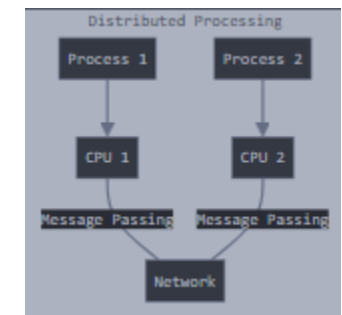 Distributed Processing
Process 1 Process 2
CPU 1 CPU 2
Message Passing Message Passing
Network